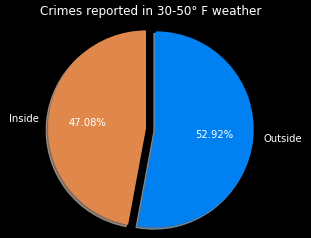 Crimes reported in 30-50° F weather
Inside
47.08%
52.92%
Outside